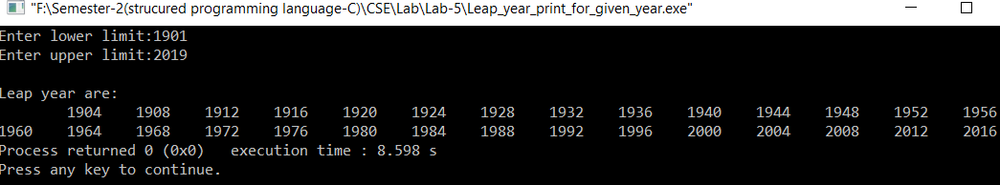 "F:\Semester-2(strucured programming language-C)\CSE\Lab\Lab-5\Leap_year_print_for_given_year.exe"
Enter lower limit:1901
Enter upper limit:2019
Leap year are:
1904 1908 1912 1916 1920 1924 1928 1932 1936 1940 1944 1948 1952 1956
1960 1964 1968 1972 1976 1980 1984 1988 1992 1996 2000 2004 2008 2012 2016
Process returned 0 (0x0) execution time : 8.598 s
Press any key to continue.